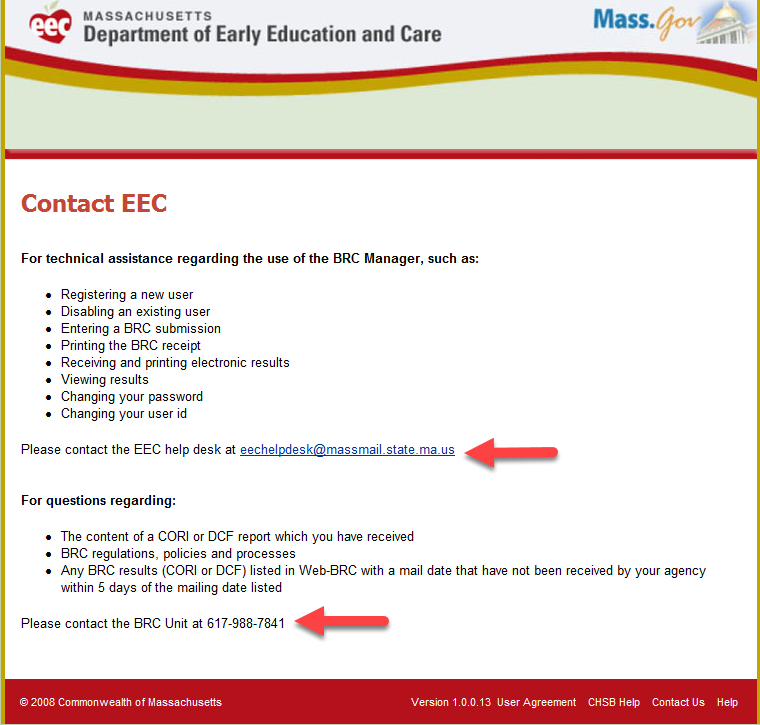 eec MASSACHUSETTS
Department of Early Education and Care
Mass.Gov
Contact EEC
For technical assistance regarding the use of the BRC Manager, such as:
• Registering a new user
• Disabling an existing user
• Entering a BRC submission
• Printing the BRC receipt
• Receiving and printing electronic results
• Viewing results
• Changing your password
• Changing your user id
Please contact the EEC help desk at eechelpdesk@massmail.state.ma.us
For questions regarding:
• The content of a CORI or DCF report which you have received
• BRC regulations, policies and processes
• Any BRC results (CORI or DCF) listed in Web-BRC with a mail date that have not been received by your agency
within 5 days of the mailing date listed
Please contact the BRC Unit at 617-988-7841
© 2008 Commonwealth of Massachusetts Version 1.0.0.13 User Agreement CHSB Help Contact Us Help